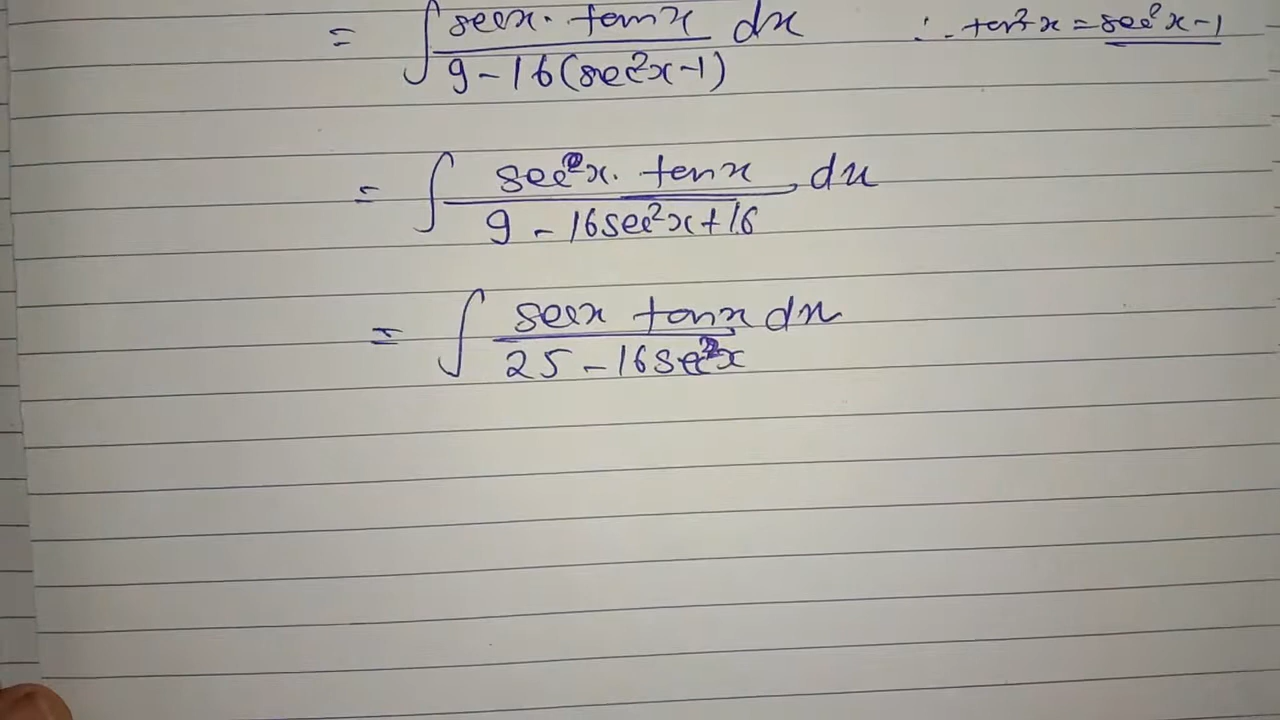 = ∫ secx. tanx / 9-16(sec²x-1) dx ∴ tan²x = sec²x-1
= ∫ sec²x. tanx / 9-16sec²x+16 dx
= ∫ secx tanx dx / 25-16sec²x